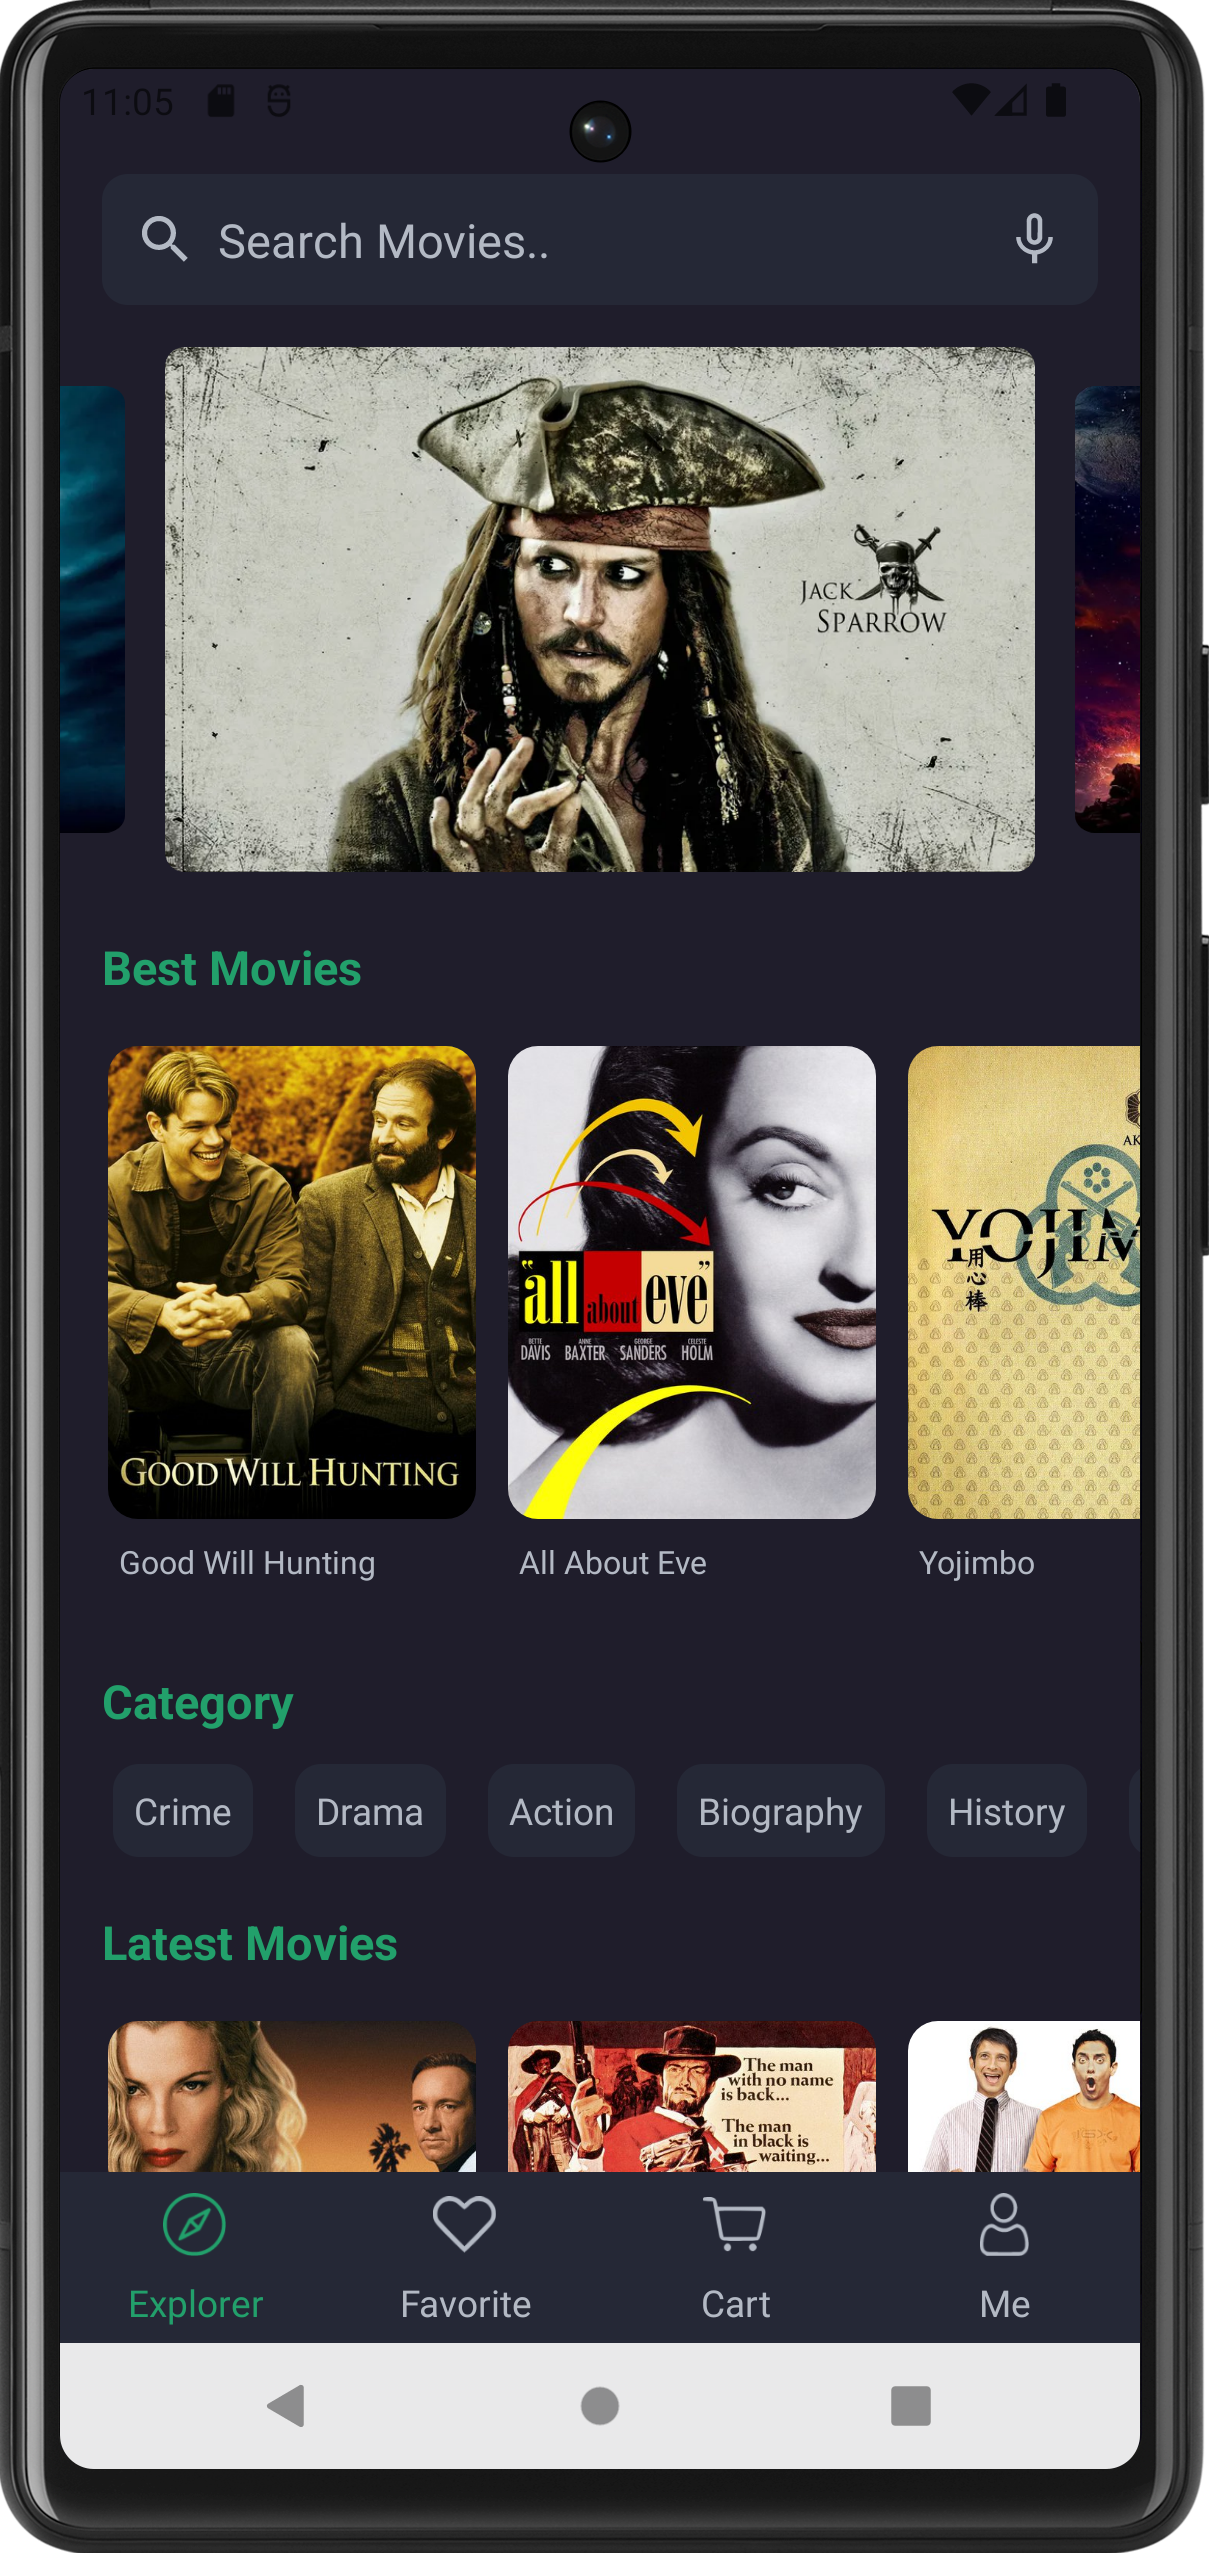 11:05
Search Movies..
JACK
SPARROW
Best Movies
AK
YOJIM
用心棒
"all about eve"
BETTE DAVIS ANNE BAXTER GEORGE SANDERS CELESTE HOLM
GOOD WILL HUNTING
Good Will Hunting
All About Eve
Yojimbo
Category
Crime
Drama
Action
Biography
History
Latest Movies
The man
with no name
is back...
The man
in black is
waiting...
Explorer
Favorite
Cart
Me